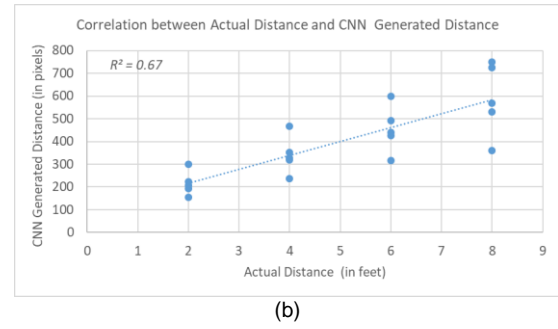 Correlation between Actual Distance and CNN Generated Distance
R² = 0.67
CNN Generated Distance (in pixels)
800
700
600
500
400
300
200
100
0
0 1 2 3 4 5 6 7 8 9
Actual Distance (in feet)
(b)